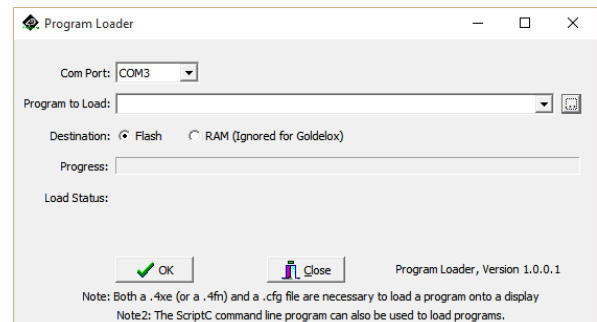 Program Loader
Com Port: COM3
Program to Load:
Destination: Flash RAM (Ignored for Goldelox)
Progress:
Load Status:
OK Close Program Loader, Version 1.0.0.1
Note: Both a .4xe (or a .4fn) and a .cfg file are necessary to load a program onto a display
Note2: The ScriptC command line program can also be used to load programs.